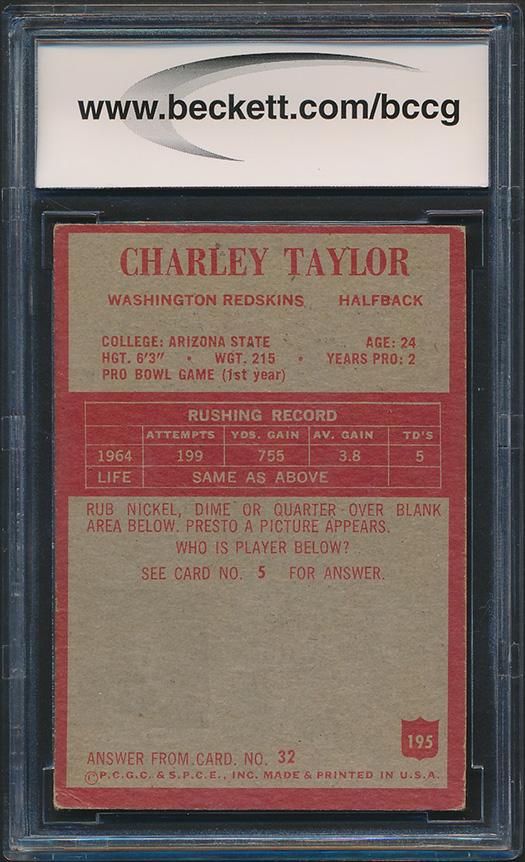 www.beckett.com/bccg
CHARLEY TAYLOR
WASHINGTON REDSKINS HALFBACK
COLLEGE: ARIZONA STATE AGE: 24
HGT. 6'3" • WGT. 215 • YEARS PRO: 2
PRO BOWL GAME (1st year)
RUSHING RECORD
ATTEMPTS YDS. GAIN AV. GAIN TD'S
1964 199 755 3.8 5
LIFE SAME AS ABOVE
RUB NICKEL, DIME OR QUARTER OVER BLANK
AREA BELOW. PRESTO A PICTURE APPEARS.
WHO IS PLAYER BELOW?
SEE CARD NO. 5 FOR ANSWER.
195
ANSWER FROM CARD. NO. 32
©P.C.G.C. & S.P.C.E., INC. MADE & PRINTED IN U.S.A.